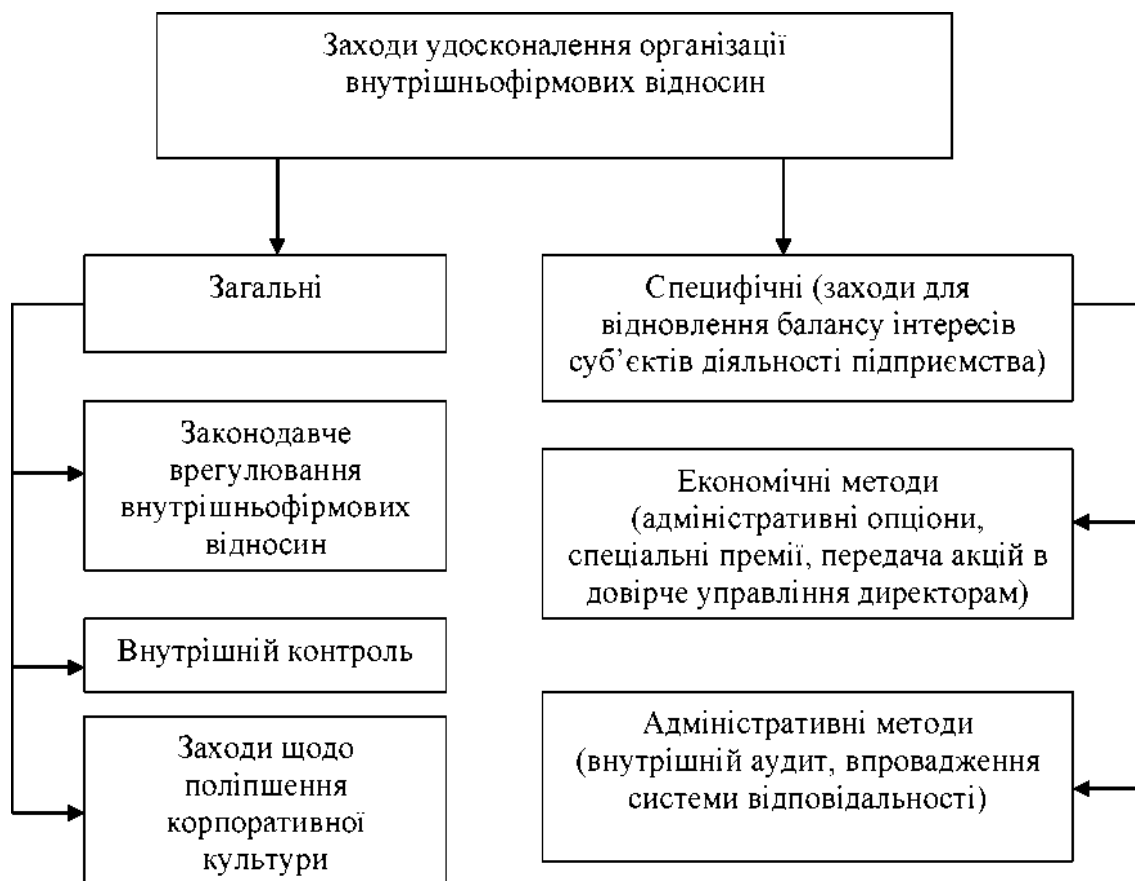 Заходи удосконалення організації
внутрішньофірмових відносин
Загальні
Законодавче
врегулювання
внутрішньофірмових
відносин
Внутрішній контроль
Заходи щодо
поліпшення
корпоративної
культури
Специфічні (заходи для
відновлення балансу інтересів
суб’єктів діяльності підприємства)
Економічні методи
(адміністративні опціони,
спеціальні премії, передача акцій в
довірче управління директорам)
Адміністративні методи
(внутрішній аудит, впровадження
системи відповідальності)